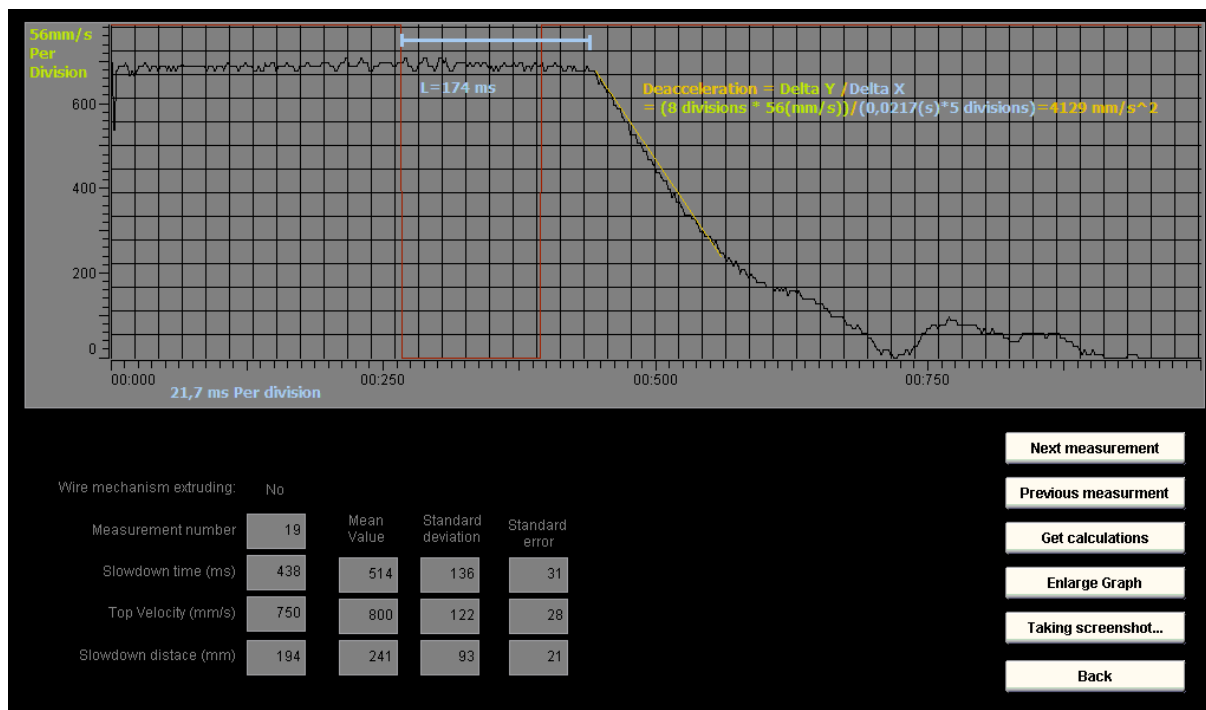 56mm/s
Per
Division
L=174 ms
Deacceleration = Delta Y /Delta X
= (8 divisions * 56(mm/s))/(0,0217(s)*5 divisions)=4129 mm/s^2
600
400
200
0
00:000
00:250
00:500
00:750
21,7 ms Per division
Next measurement
Wire mechanism extruding: No
Previous measurment
Measurement number 19
Mean Value
Standard deviation
Standard error
Get calculations
Slowdown time (ms) 438 514 136 31
Enlarge Graph
Top Velocity (mm/s) 750 800 122 28
Taking screenshot...
Slowdown distace (mm) 194 241 93 21
Back